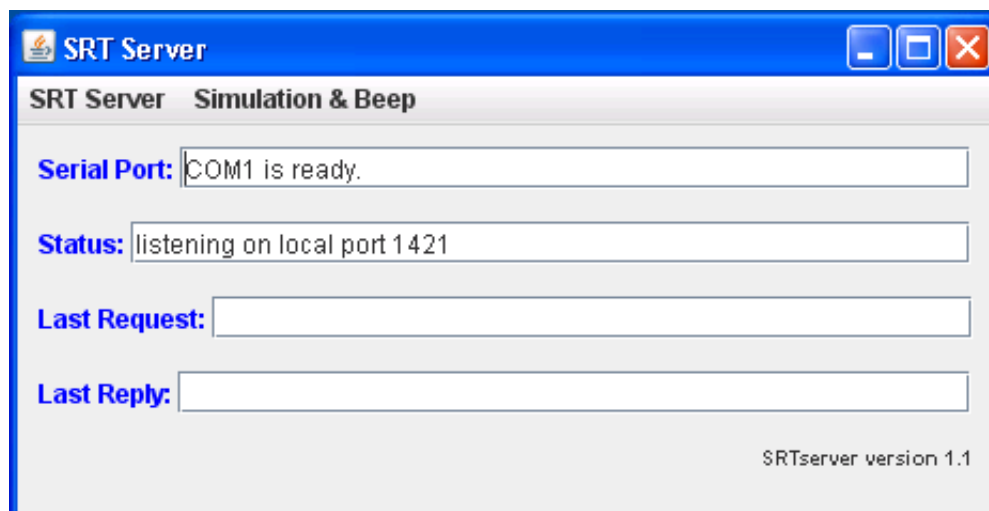 SRT Server
SRT Server Simulation & Beep
Serial Port: COM1 is ready.
Status: listening on local port 1421
Last Request:
Last Reply:
SRTserver version 1.1